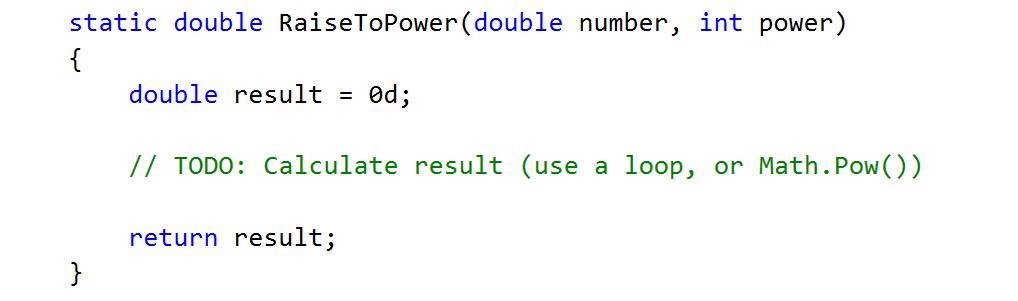 static double RaiseToPower(double number, int power)
{
    double result = 0d;
    // TODO: Calculate result (use a loop, or Math.Pow())
    return result;
}